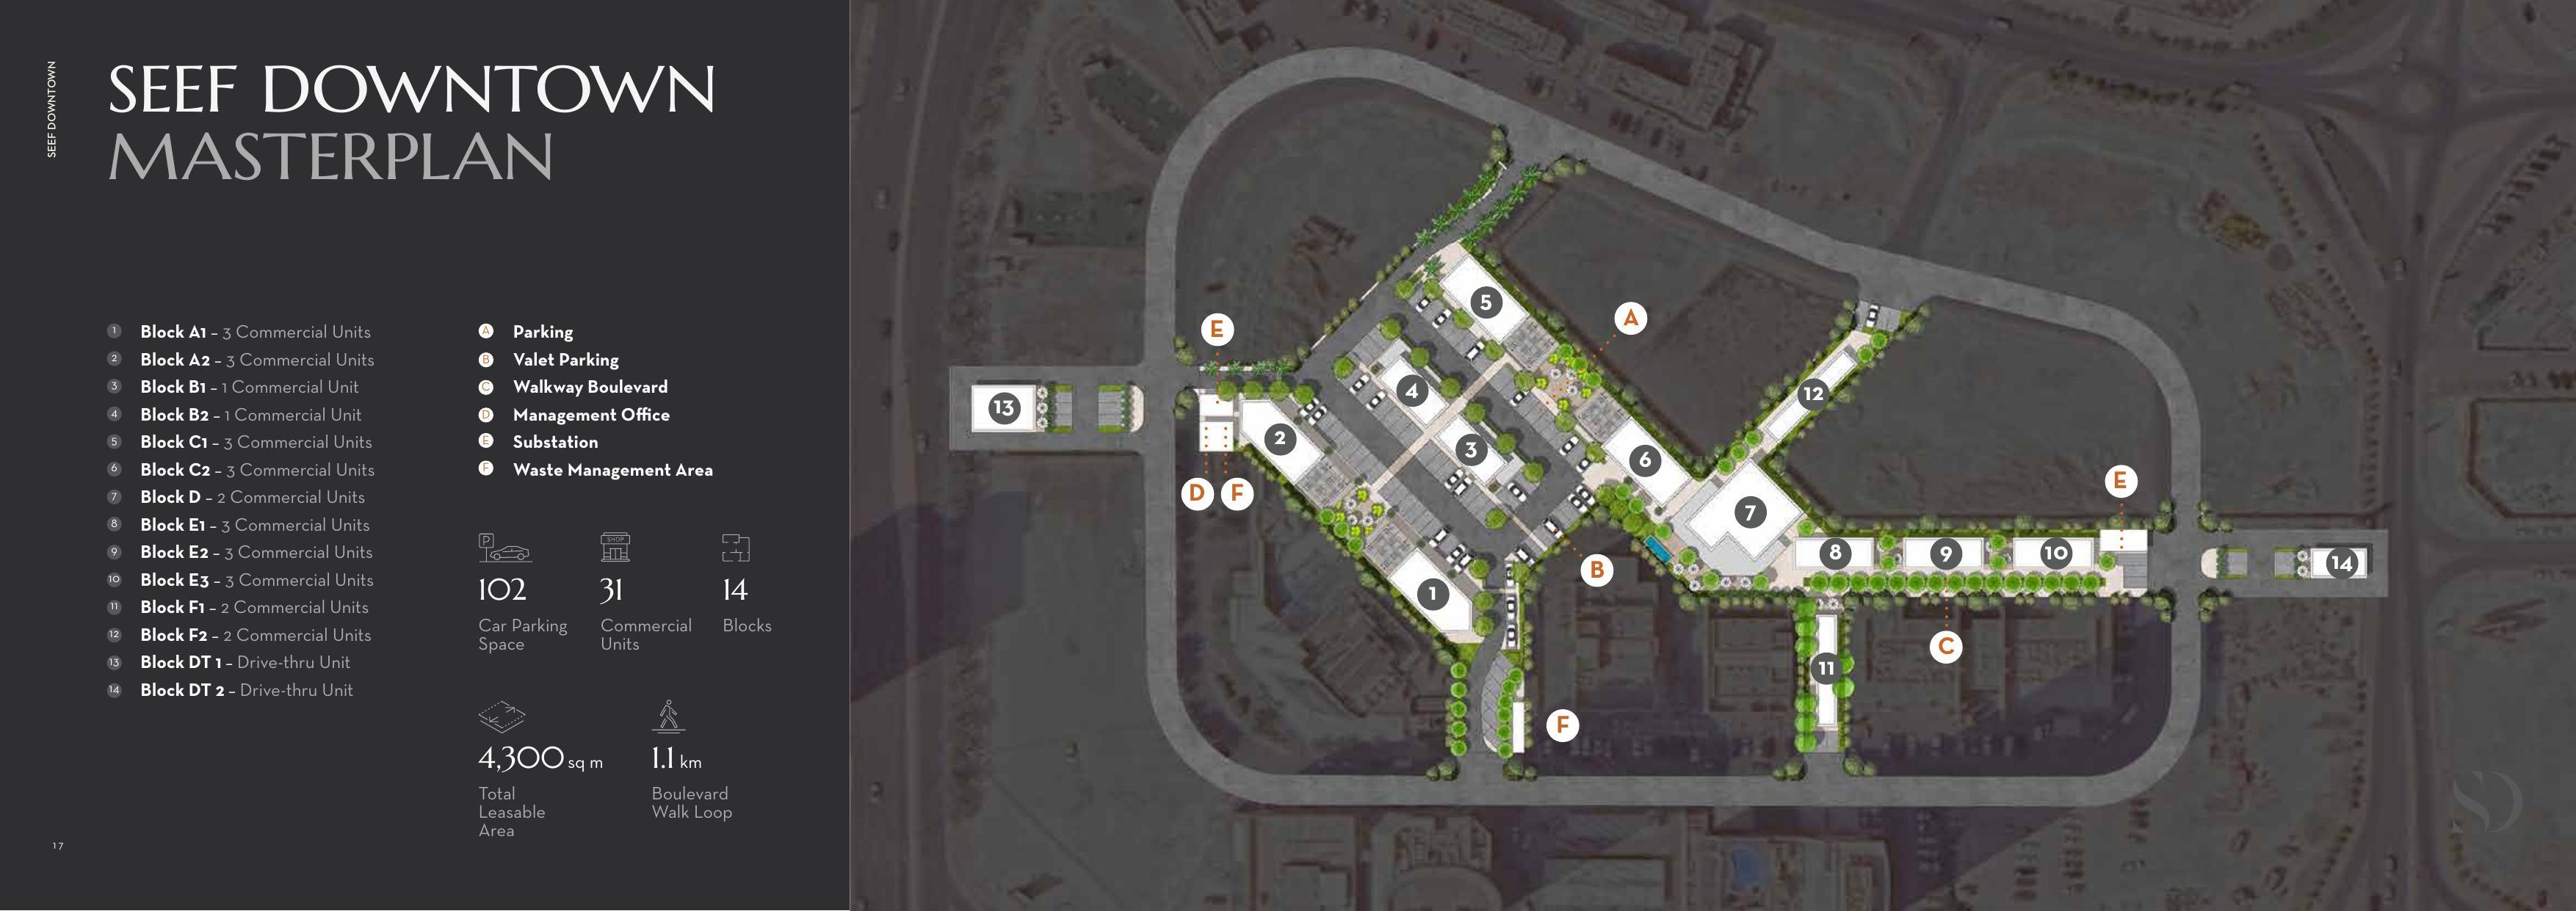 SEEF DOWNTOWN
SEEF DOWNTOWN
MASTERPLAN
1 Block A1 – 3 Commercial Units
2 Block A2 – 3 Commercial Units
3 Block B1 – 1 Commercial Unit
4 Block B2 – 1 Commercial Unit
5 Block C1 – 3 Commercial Units
6 Block C2 – 3 Commercial Units
7 Block D – 2 Commercial Units
8 Block E1 – 3 Commercial Units
9 Block E2 – 3 Commercial Units
10 Block E3 – 3 Commercial Units
11 Block F1 – 2 Commercial Units
12 Block F2 – 2 Commercial Units
13 Block DT 1 – Drive-thru Unit
14 Block DT 2 – Drive-thru Unit
A Parking
B Valet Parking
C Walkway Boulevard
D Management Office
E Substation
F Waste Management Area
P
SHOP
102
Car Parking
Space
31
Commercial
Units
14
Blocks
4,300 sq m
Total
Leasable
Area
1.1 km
Boulevard
Walk Loop
17
5
A
E
4
12
13
2
3
6
E
D F
7
8
9
10
14
B
1
C
11
F
SD